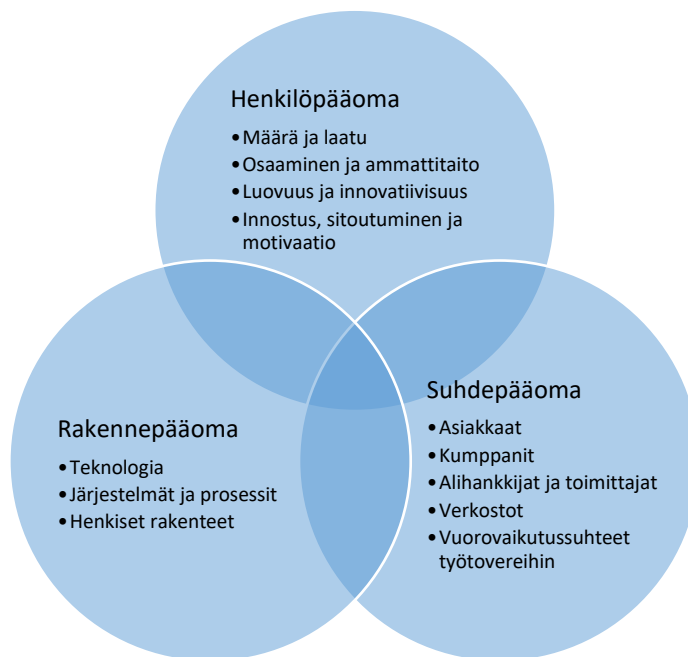 Henkilöpääoma
•Määrä ja laatu
•Osaaminen ja ammattitaito
•Luovuus ja innovatiivisuus
•Innostus, sitoutuminen ja
motivaatio
Rakennepääoma
•Teknologia
•Järjestelmät ja prosessit
•Henkiset rakenteet
Suhdepääoma
•Asiakkaat
•Kumppanit
•Alihankkijat ja toimittajat
•Verkostot
•Vuorovaikutussuhteet
työtovereihin